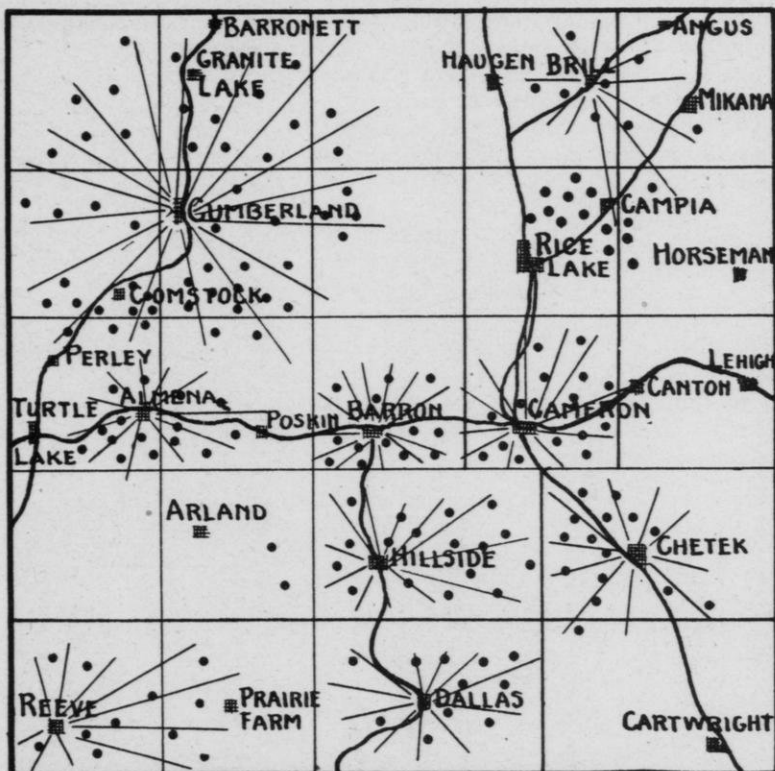 BARRONETT
GRANITE
LAKE
HAUGEN
BRILL
ANGUS
MIKANA
CUMBERLAND
CAMPIA
RICE
LAKE
HORSEMAN
COMSTOCK
PERLEY
ALMENA
TURTLE
LAKE
POSKIN
BARRON
CAMERON
CANTON
LEHIGH
ARLAND
HILLSIDE
CHETEK
REEVE
PRAIRIE
FARM
DALLAS
CARTWRIGHT